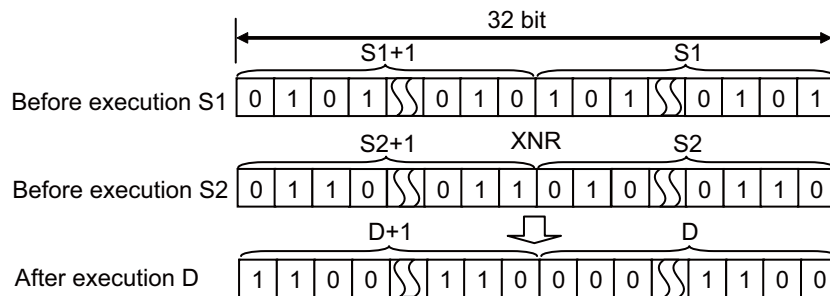 32 bit
S1+1 S1
Before execution S1 0 1 0 1 0 1 0 1 0 1 0 1 0 1
S2+1 XNR S2
Before execution S2 0 1 1 0 0 1 1 0 1 0 0 1 1 0
D+1 D
After execution D 1 1 0 0 1 1 0 0 0 0 1 1 0 0